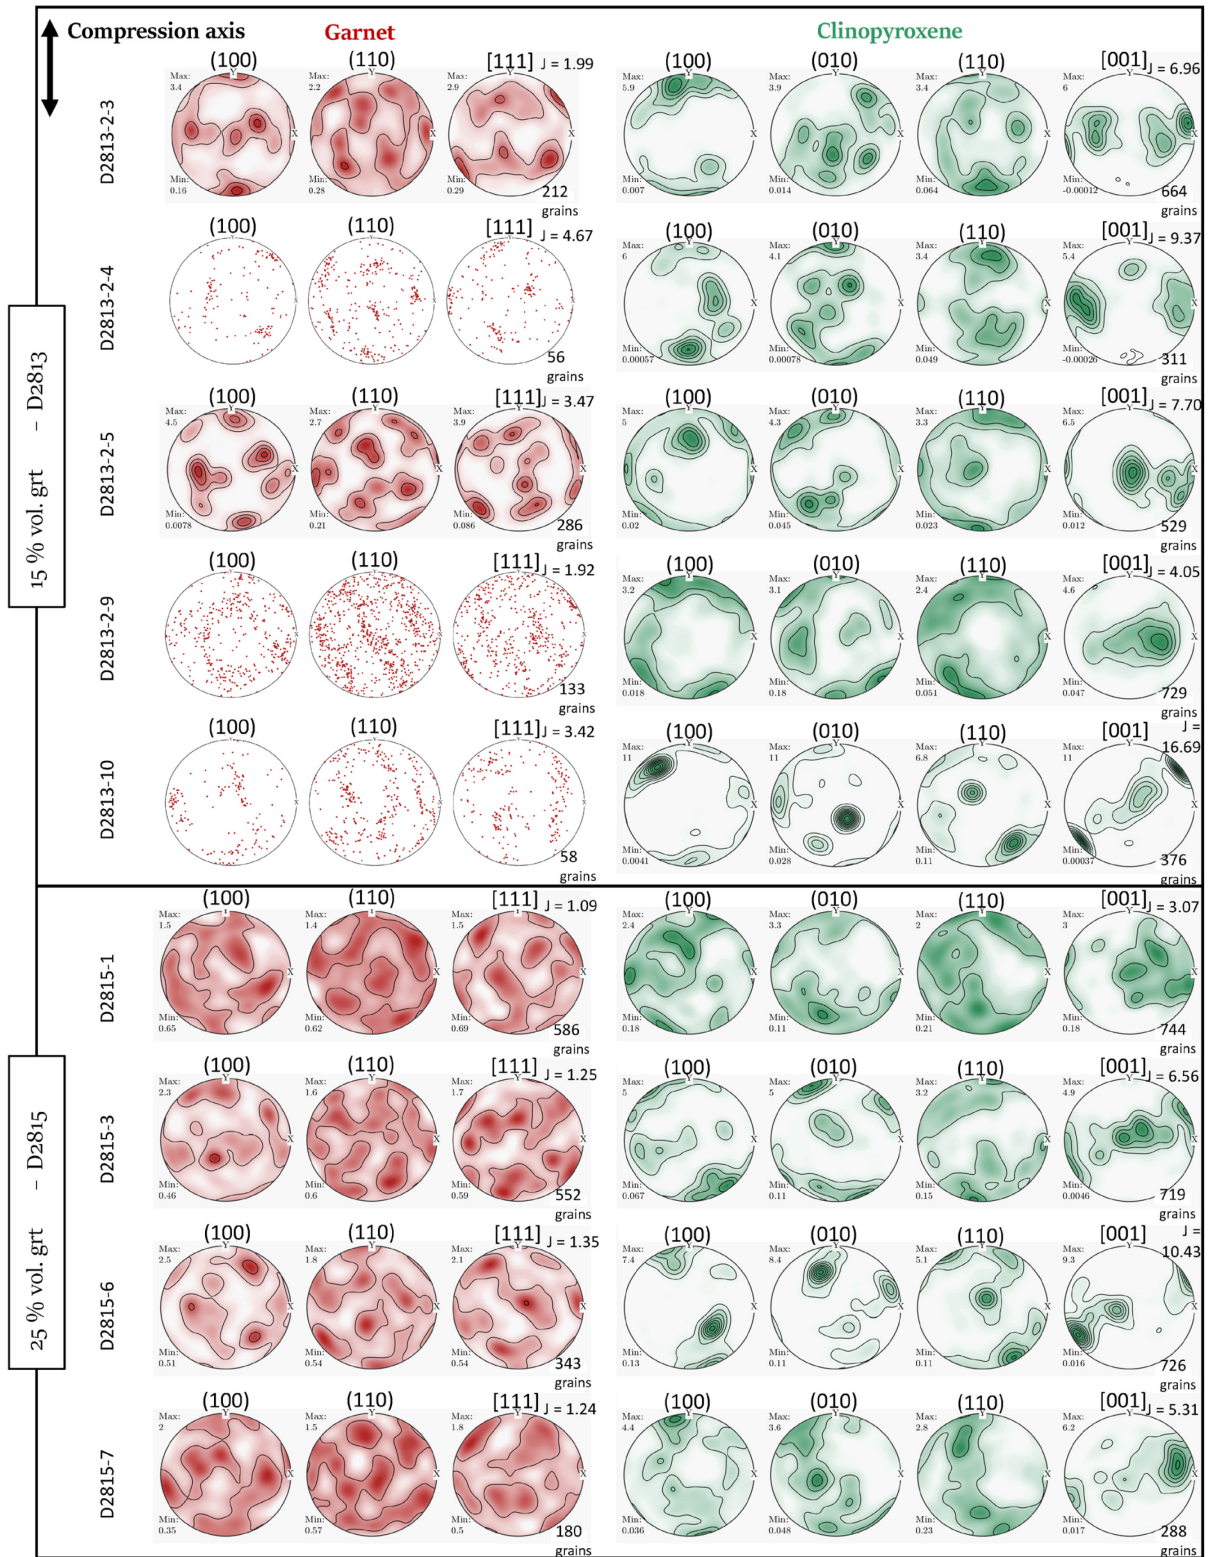 Compression axis Garnet Clinopyroxene
15 % vol. grt – D2813
D2813-2-3
(100) (110) [111] J = 1.99 (100) (010) (110) [001] J = 6.96
Max: 3.4 Max: 2.2 Max: 2.9 Max: 5.9 Max: 3.9 Max: 3.4 Max: 6
Y Y Y Y Y Y
X X X X X X X
Min: 0.16 Min: 0.28 Min: 0.29 Min: 0.007 Min: 0.014 Min: 0.064 Min: -0.00012
212 grains 664 grains
D2813-2-4
(100) (110) [111] J = 4.67 (100) (010) (110) [001] J = 9.37
Max: 6 Max: 4.1 Max: 3.4 Max: 5.4
Min: 0.00057 Min: 0.00078 Min: 0.049 Min: -0.00026
56 grains 311 grains
D2813-2-5
(100) (110) [111] J = 3.47 (100) (010) (110) [001] J = 7.70
Max: 4.5 Max: 2.7 Max: 3.9 Max: 5 Max: 4.3 Max: 3.3 Max: 6.5
Min: 0.0078 Min: 0.21 Min: 0.086 Min: 0.02 Min: 0.045 Min: 0.023 Min: 0.012
286 grains 529 grains
D2813-2-9
(100) (110) [111] J = 1.92 (100) (010) (110) [001] J = 4.05
Max: 3.2 Max: 3.1 Max: 2.4 Max: 4.6
Min: 0.018 Min: 0.18 Min: 0.051 Min: 0.047
133 grains 729 grains
D2813-10
(100) (110) [111] J = 3.42 (100) (010) (110) [001] J = 16.69
Max: 11 Max: 11 Max: 6.8 Max: 11
Min: 0.0041 Min: 0.028 Min: 0.11 Min: 0.00037
58 grains 376 grains
25 % vol. grt – D2815
D2815-1
(100) (110) [111] J = 1.09 (100) (010) (110) [001] J = 3.07
Max: 1.5 Max: 1.4 Max: 1.5 Max: 2.4 Max: 3.3 Max: 2 Max: 3
Min: 0.65 Min: 0.62 Min: 0.69 Min: 0.18 Min: 0.11 Min: 0.21 Min: 0.18
586 grains 744 grains
D2815-3
(100) (110) [111] J = 1.25 (100) (010) (110) [001] J = 6.56
Max: 2.3 Max: 1.6 Max: 1.7 Max: 5 Max: 5 Max: 3.2 Max: 4.9
Min: 0.46 Min: 0.6 Min: 0.59 Min: 0.067 Min: 0.11 Min: 0.15 Min: 0.0046
552 grains 719 grains
D2815-6
(100) (110) [111] J = 1.35 (100) (010) (110) [001] J = 10.43
Max: 2.5 Max: 1.8 Max: 2.1 Max: 7.4 Max: 8.4 Max: 5.1 Max: 9.3
Min: 0.51 Min: 0.54 Min: 0.54 Min: 0.13 Min: 0.11 Min: 0.11 Min: 0.016
343 grains 726 grains
D2815-7
(100) (110) [111] J = 1.24 (100) (010) (110) [001] J = 5.31
Max: 2 Max: 1.5 Max: 1.8 Max: 4.4 Max: 3.6 Max: 2.5 Max: 6.2
Min: 0.35 Min: 0.57 Min: 0.5 Min: 0.036 Min: 0.048 Min: 0.23 Min: 0.017
180 grains 288 grains